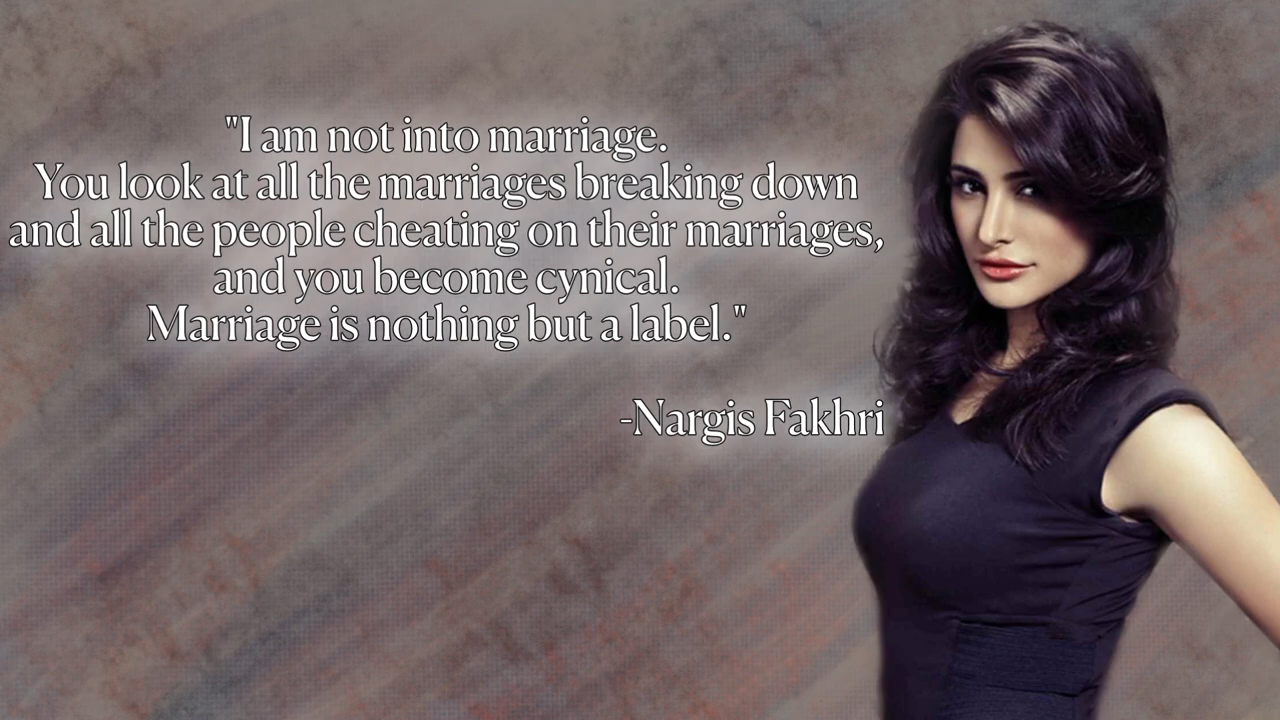 "I am not into marriage.
You look at all the marriages breaking down
and all the people cheating on their marriages,
and you become cynical.
Marriage is nothing but a label."
-Nargis Fakhri